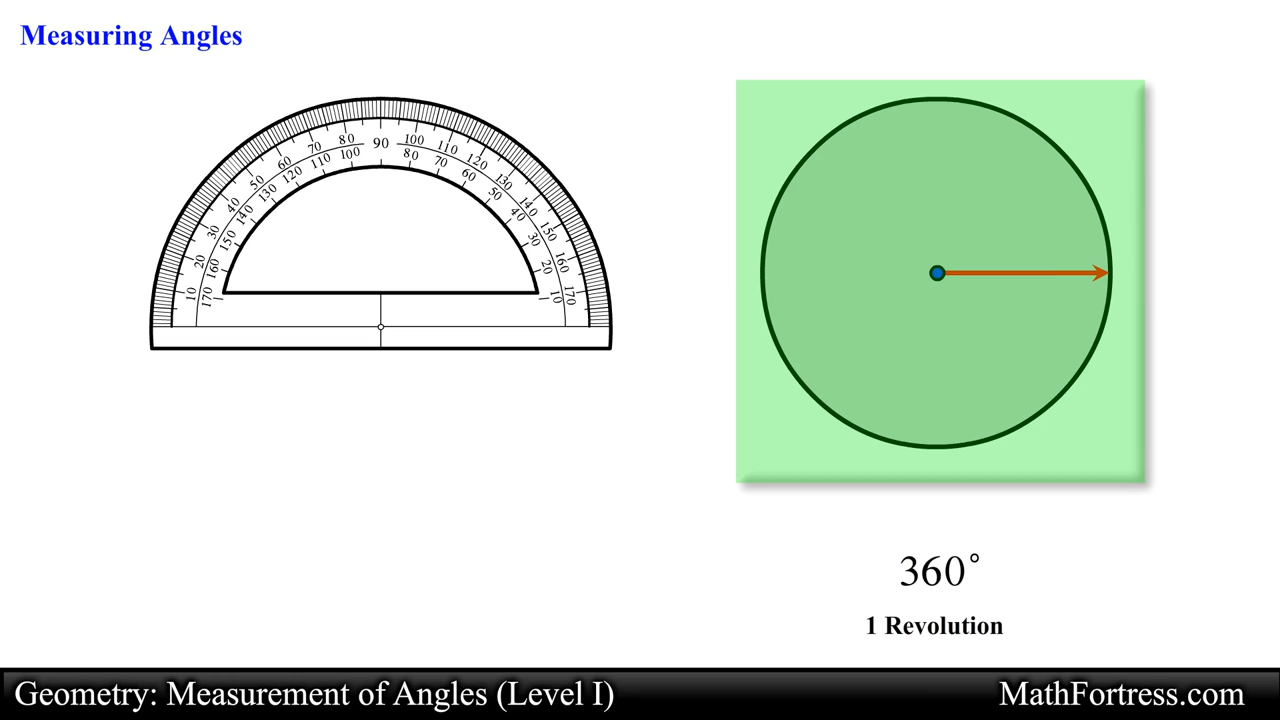 Measuring Angles
10 20 30 40 50 60 70 80 90 100 110 120 130 140 150 160 170
170 160 150 140 130 120 110 100 80 70 60 50 40 30 20 10
360°
1 Revolution
Geometry: Measurement of Angles (Level I)
MathFortress.com